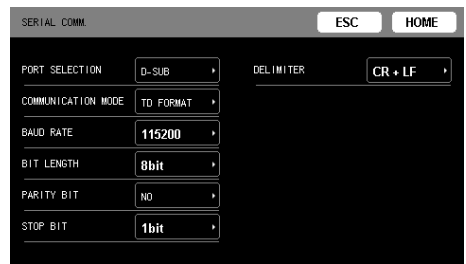 SERIAL COMM. ESC HOME
PORT SELECTION D-SUB DELIMITER CR + LF
COMMUNICATION MODE TD FORMAT
BAUD RATE 115200
BIT LENGTH 8bit
PARITY BIT NO
STOP BIT 1bit